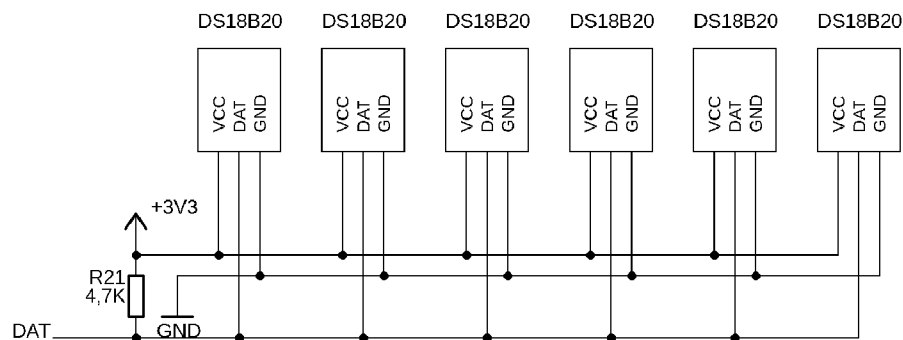 DS18B20 DS18B20 DS18B20 DS18B20 DS18B20 DS18B20
VCC DAT GND VCC DAT GND VCC DAT GND VCC DAT GND VCC DAT GND VCC DAT GND
+3V3
R21
4,7K
GND
DAT